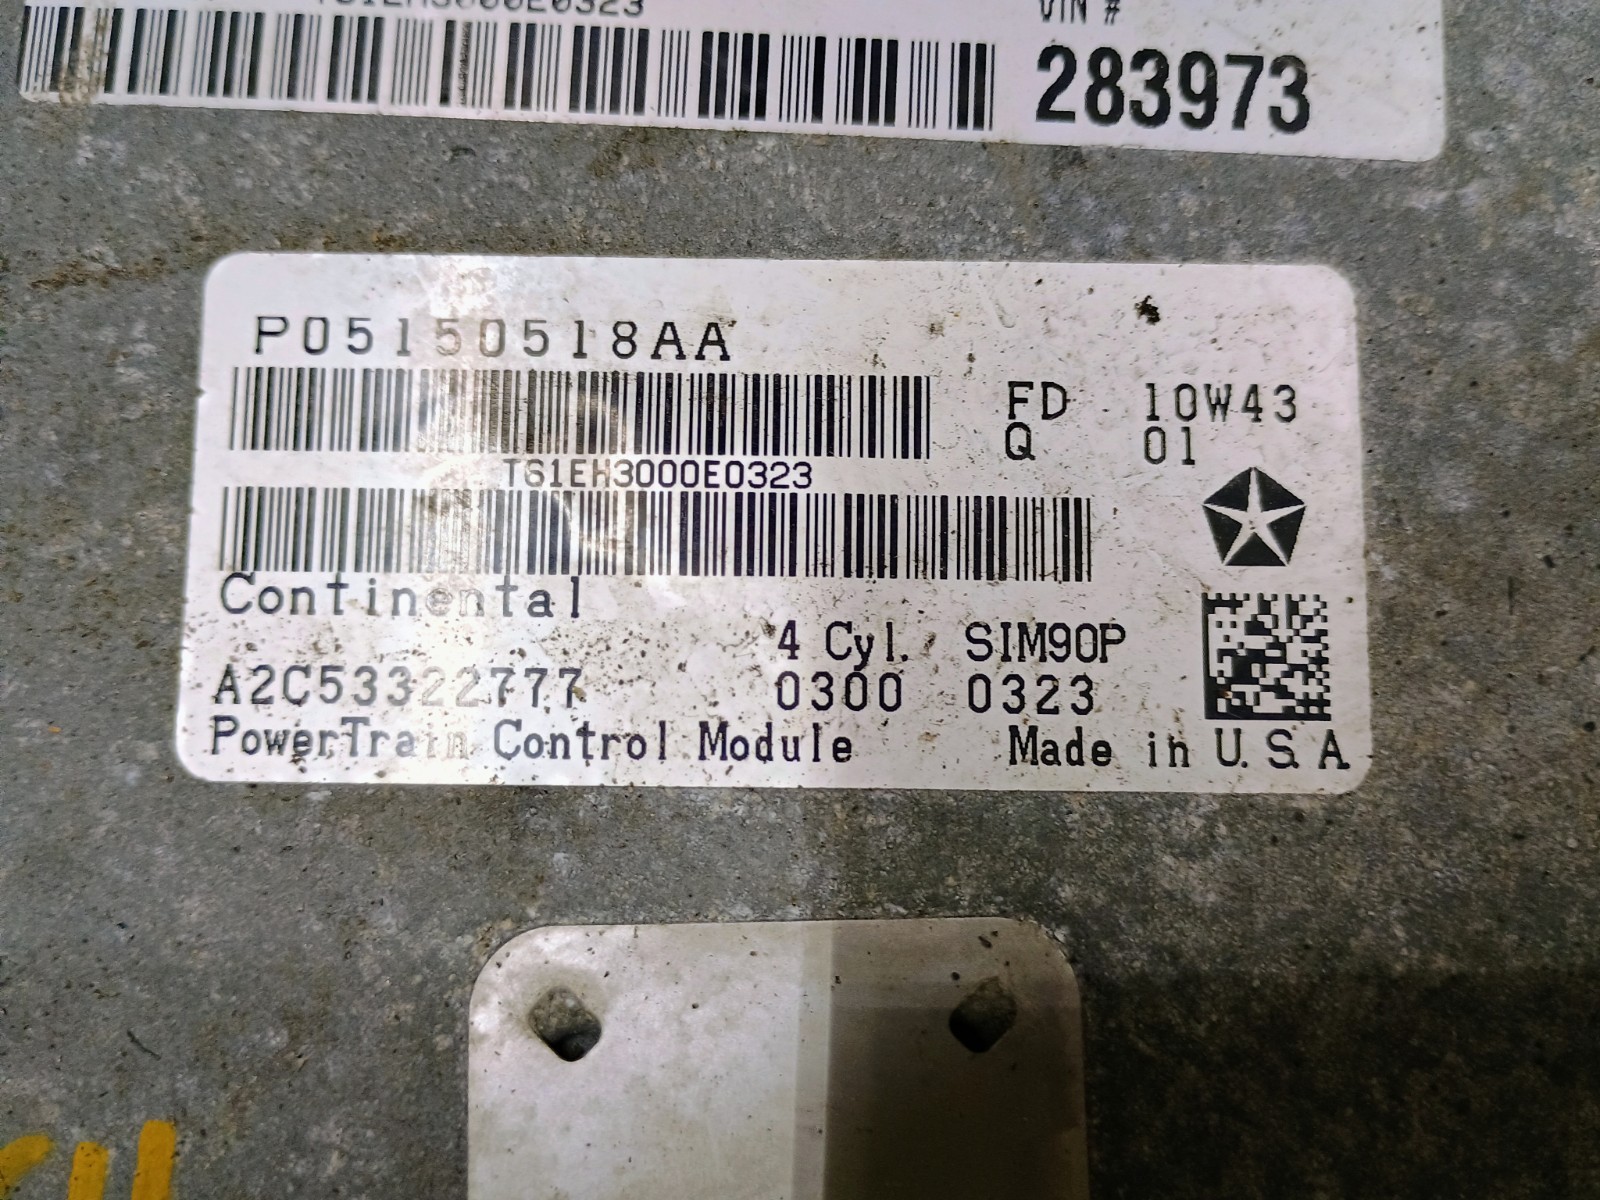 T61EH3000E0323
VIN #
283973
P05150518AA
FD 10W43
Q 01
T61EH3000E0323
Continental
4 Cyl. SIM90P
A2C53322777 0300 0323
PowerTrain Control Module Made in U.S.A